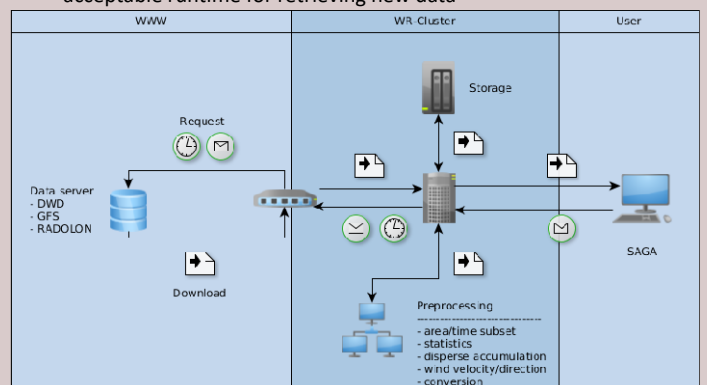 acceptable runtime for retrieving new data
WWW
WR-Cluster
User
Storage
Request
Data server
- DWD
- GFS
- RADOLON
SAGA
Download
Preprocessing
--------------------------------
- area/time subset
- statistics
- disperse accumulation
- wind velocity/direction
- conversion